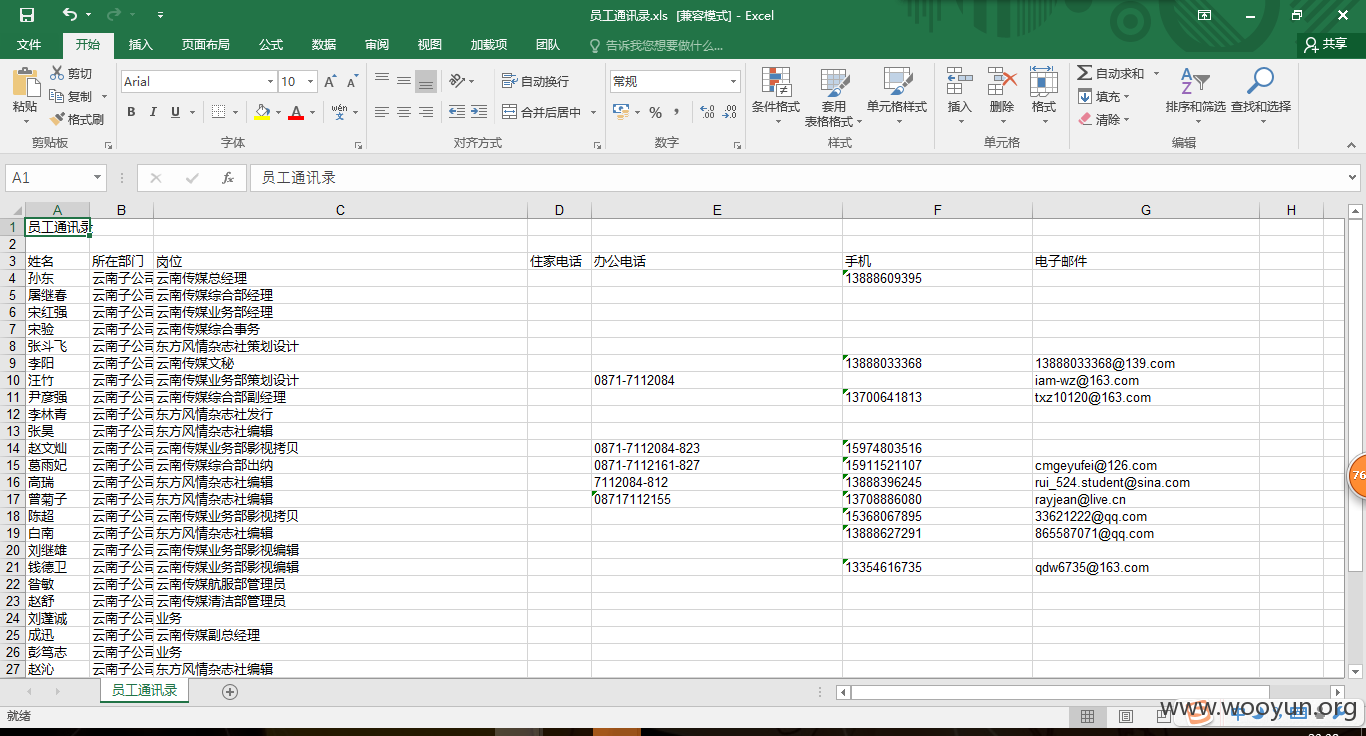 员工通讯录.xls [兼容模式] - Excel
文件 开始 插入 页面布局 公式 数据 审阅 视图 加载项 团队 告诉我您想要做什么... 共享
粘贴 剪切 复制 格式刷 剪贴板
Arial 10 B I U 字体
自动换行 合并后居中 对齐方式
常规 % 数字
条件格式 套用表格格式 单元格样式 样式
插入 删除 格式 单元格
自动求和 填充 清除 排序和筛选 查找和选择 编辑
A1 fx 员工通讯录
A B C D E F G H
1 员工通讯录
2
3 姓名 所在部门 岗位 住家电话 办公电话 手机 电子邮件
4 孙东 云南子公司 云南传媒总经理 13888609395
5 屠继春 云南子公司 云南传媒综合部经理
6 宋红强 云南子公司 云南传媒业务部经理
7 宋验 云南子公司 云南传媒综合事务
8 张斗飞 云南子公司 东方风情杂志社策划设计
9 李阳 云南子公司 云南传媒文秘 13888033368 13888033368@139.com
10 汪竹 云南子公司 云南传媒业务部策划设计 0871-7112084 iam-wz@163.com
11 尹彦强 云南子公司 云南传媒综合部副经理 13700641813 txz10120@163.com
12 李林青 云南子公司 东方风情杂志社发行
13 张昊 云南子公司 东方风情杂志社编辑
14 赵文灿 云南子公司 云南传媒业务部影视拷贝 0871-7112084-823 15974803516
15 葛雨妃 云南子公司 云南传媒综合部出纳 0871-7112161-827 15911521107 cmgeyufei@126.com
16 高瑞 云南子公司 东方风情杂志社编辑 7112084-812 13888396245 rui_524.student@sina.com
17 曾菊子 云南子公司 东方风情杂志社编辑 08717112155 13708886080 rayjean@live.cn
18 陈超 云南子公司 云南传媒业务部影视拷贝 15368067895 33621222@qq.com
19 白南 云南子公司 东方风情杂志社编辑 13888627291 865587071@qq.com
20 刘继雄 云南子公司 云南传媒业务部影视编辑
21 钱德卫 云南子公司 云南传媒业务部影视编辑 13354616735 qdw6735@163.com
22 昝敏 云南子公司 云南传媒航服部管理员
23 赵舒 云南子公司 云南传媒清洁部管理员
24 刘蓬诚 云南子公司 业务
25 成迅 云南子公司 云南传媒副总经理
26 彭笃志 云南子公司 业务
27 赵沁 云南子公司 东方风情杂志社编辑
76
员工通讯录
就绪
www.wooyun.org